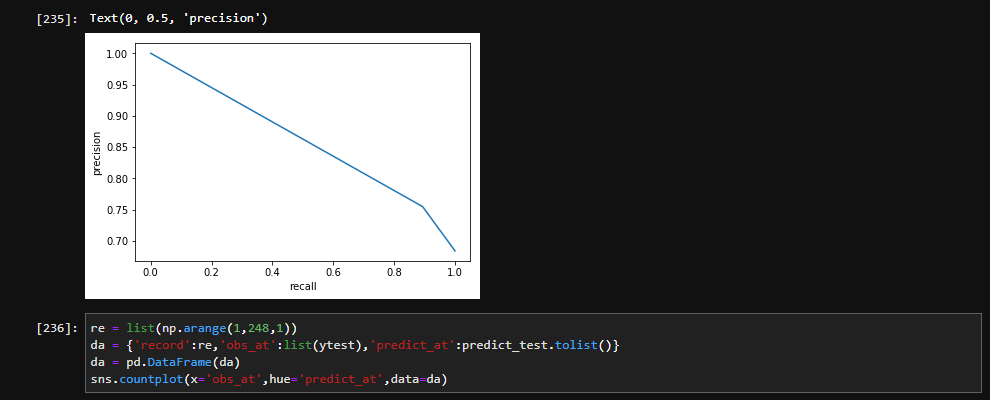 [235]: Text(0, 0.5, 'precision')
1.00
0.95
0.90
0.85
0.80
0.75
0.70
precision
0.0 0.2 0.4 0.6 0.8 1.0
recall
[236]: re = list(np.arange(1,248,1))
da = {'record':re,'obs_at':list(ytest),'predict_at':predict_test.tolist()}
da = pd.DataFrame(da)
sns.countplot(x='obs_at',hue='predict_at',data=da)